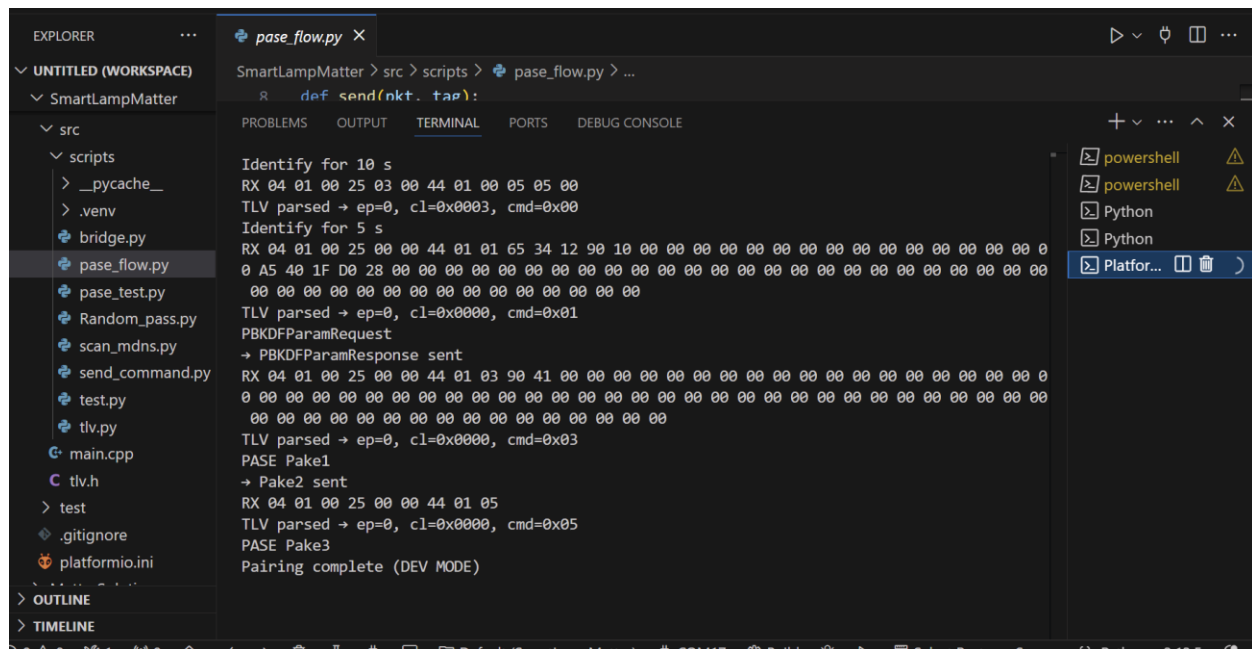 EXPLORER ...
pase_flow.py
UNTITLED (WORKSPACE)
SmartLampMatter > src > scripts > pase_flow.py > ...
SmartLampMatter
8 def send(pkt, tag):
src
PROBLEMS OUTPUT TERMINAL PORTS DEBUG CONSOLE
scripts
__pycache__
.venv
bridge.py
pase_flow.py
pase_test.py
Random_pass.py
scan_mdns.py
send_command.py
test.py
tlv.py
main.cpp
tlv.h
test
.gitignore
platformio.ini
OUTLINE
TIMELINE
Identify for 10 s
RX 04 01 00 25 03 00 44 01 00 05 05 00
TLV parsed → ep=0, cl=0x0003, cmd=0x00
Identify for 5 s
RX 04 01 00 25 00 00 44 01 01 65 34 12 90 10 00 00 00 00 00 00 00 00 00 00 00 00 00 00 00 0
0 A5 40 1F D0 28 00 00 00 00 00 00 00 00 00 00 00 00 00 00 00 00 00 00 00 00 00 00 00 00 00
00 00 00 00 00 00 00 00 00 00 00 00 00 00 00
TLV parsed → ep=0, cl=0x0000, cmd=0x01
PBKDFParamRequest
→ PBKDFParamResponse sent
RX 04 01 00 25 00 00 44 01 03 90 41 00 00 00 00 00 00 00 00 00 00 00 00 00 00 00 00 00 00 0
0 00 00 00 00 00 00 00 00 00 00 00 00 00 00 00 00 00 00 00 00 00 00 00 00 00 00 00 00 00 00
00 00 00 00 00 00 00 00 00 00 00 00 00 00 00 00
TLV parsed → ep=0, cl=0x0000, cmd=0x03
PASE Pake1
→ Pake2 sent
RX 04 01 00 25 00 00 44 01 05
TLV parsed → ep=0, cl=0x0000, cmd=0x05
PASE Pake3
Pairing complete (DEV MODE)
powershell
powershell
Python
Python
Platfor...